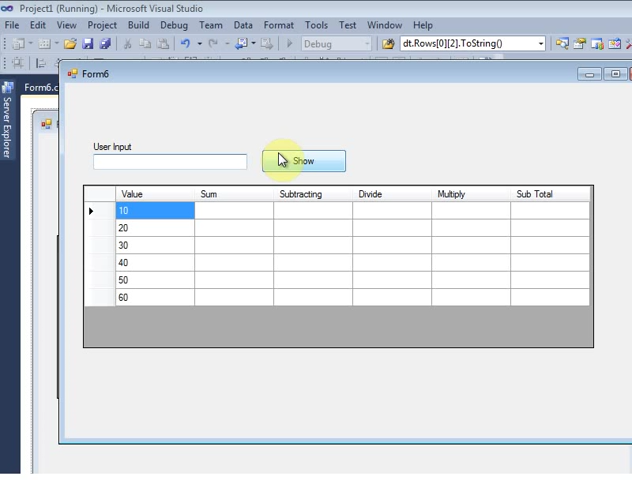 Project1 (Running) - Microsoft Visual Studio
File Edit View Project Build Debug Team Data Format Tools Test Window Help
Debug dt.Rows[0][2].ToString()
Form6.c
Form6
Server Explorer
User Input
Show
Value Sum Subtracting Divide Multiply Sub Total
10
20
30
40
50
60